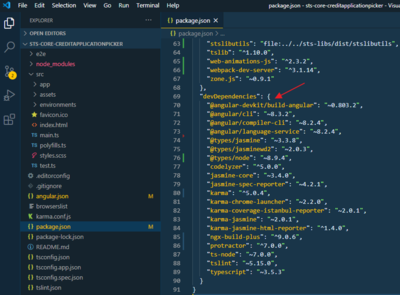 package.json - sts-core-creditapplicationpicker - Visua
EXPLORER
OPEN EDITORS
STS-CORE-CREDITAPPLICATIONPICKER
e2e
node_modules
src
app
assets
environments
favicon.ico
index.html
main.ts
polyfills.ts
styles.scss
test.ts
.editorconfig
.gitignore
angular.json M
browserslist
karma.conf.js
package.json M
package-lock.json
README.md
tsconfig.json
tsconfig.app.json
tsconfig.spec.json
tslint.json
package.json ×
package.json > ...
63 "stslibutils": "file:../../sts-libs/dist/stslibutils",
64 "tslib": "^1.10.0",
65 "web-animations-js": "^2.3.2",
66 "webpack-dev-server": "^3.1.14",
67 "zone.js": "~0.9.1"
68 },
69 "devDependencies": {
70 "@angular-devkit/build-angular": "~0.803.2",
71 "@angular/cli": "~8.3.2",
72 "@angular/compiler-cli": "~8.2.4",
73 "@angular/language-service": "~8.2.4",
74 "@types/jasmine": "~3.3.8",
75 "@types/jasminewd2": "~2.0.3",
76 "@types/node": "~8.9.4",
77 "codelyzer": "^5.0.0",
78 "jasmine-core": "~3.4.0",
79 "jasmine-spec-reporter": "~4.2.1",
80 "karma": "^5.0.4",
81 "karma-chrome-launcher": "~2.2.0",
82 "karma-coverage-istanbul-reporter": "~2.0.1",
83 "karma-jasmine": "~2.0.1",
84 "karma-jasmine-html-reporter": "^1.4.0",
85 "ngx-build-plus": "^9.0.6",
86 "protractor": "^7.0.0",
87 "ts-node": "~7.0.0",
88 "tslint": "~5.15.0",
89 "typescript": "~3.5.3"
90 }
91 }